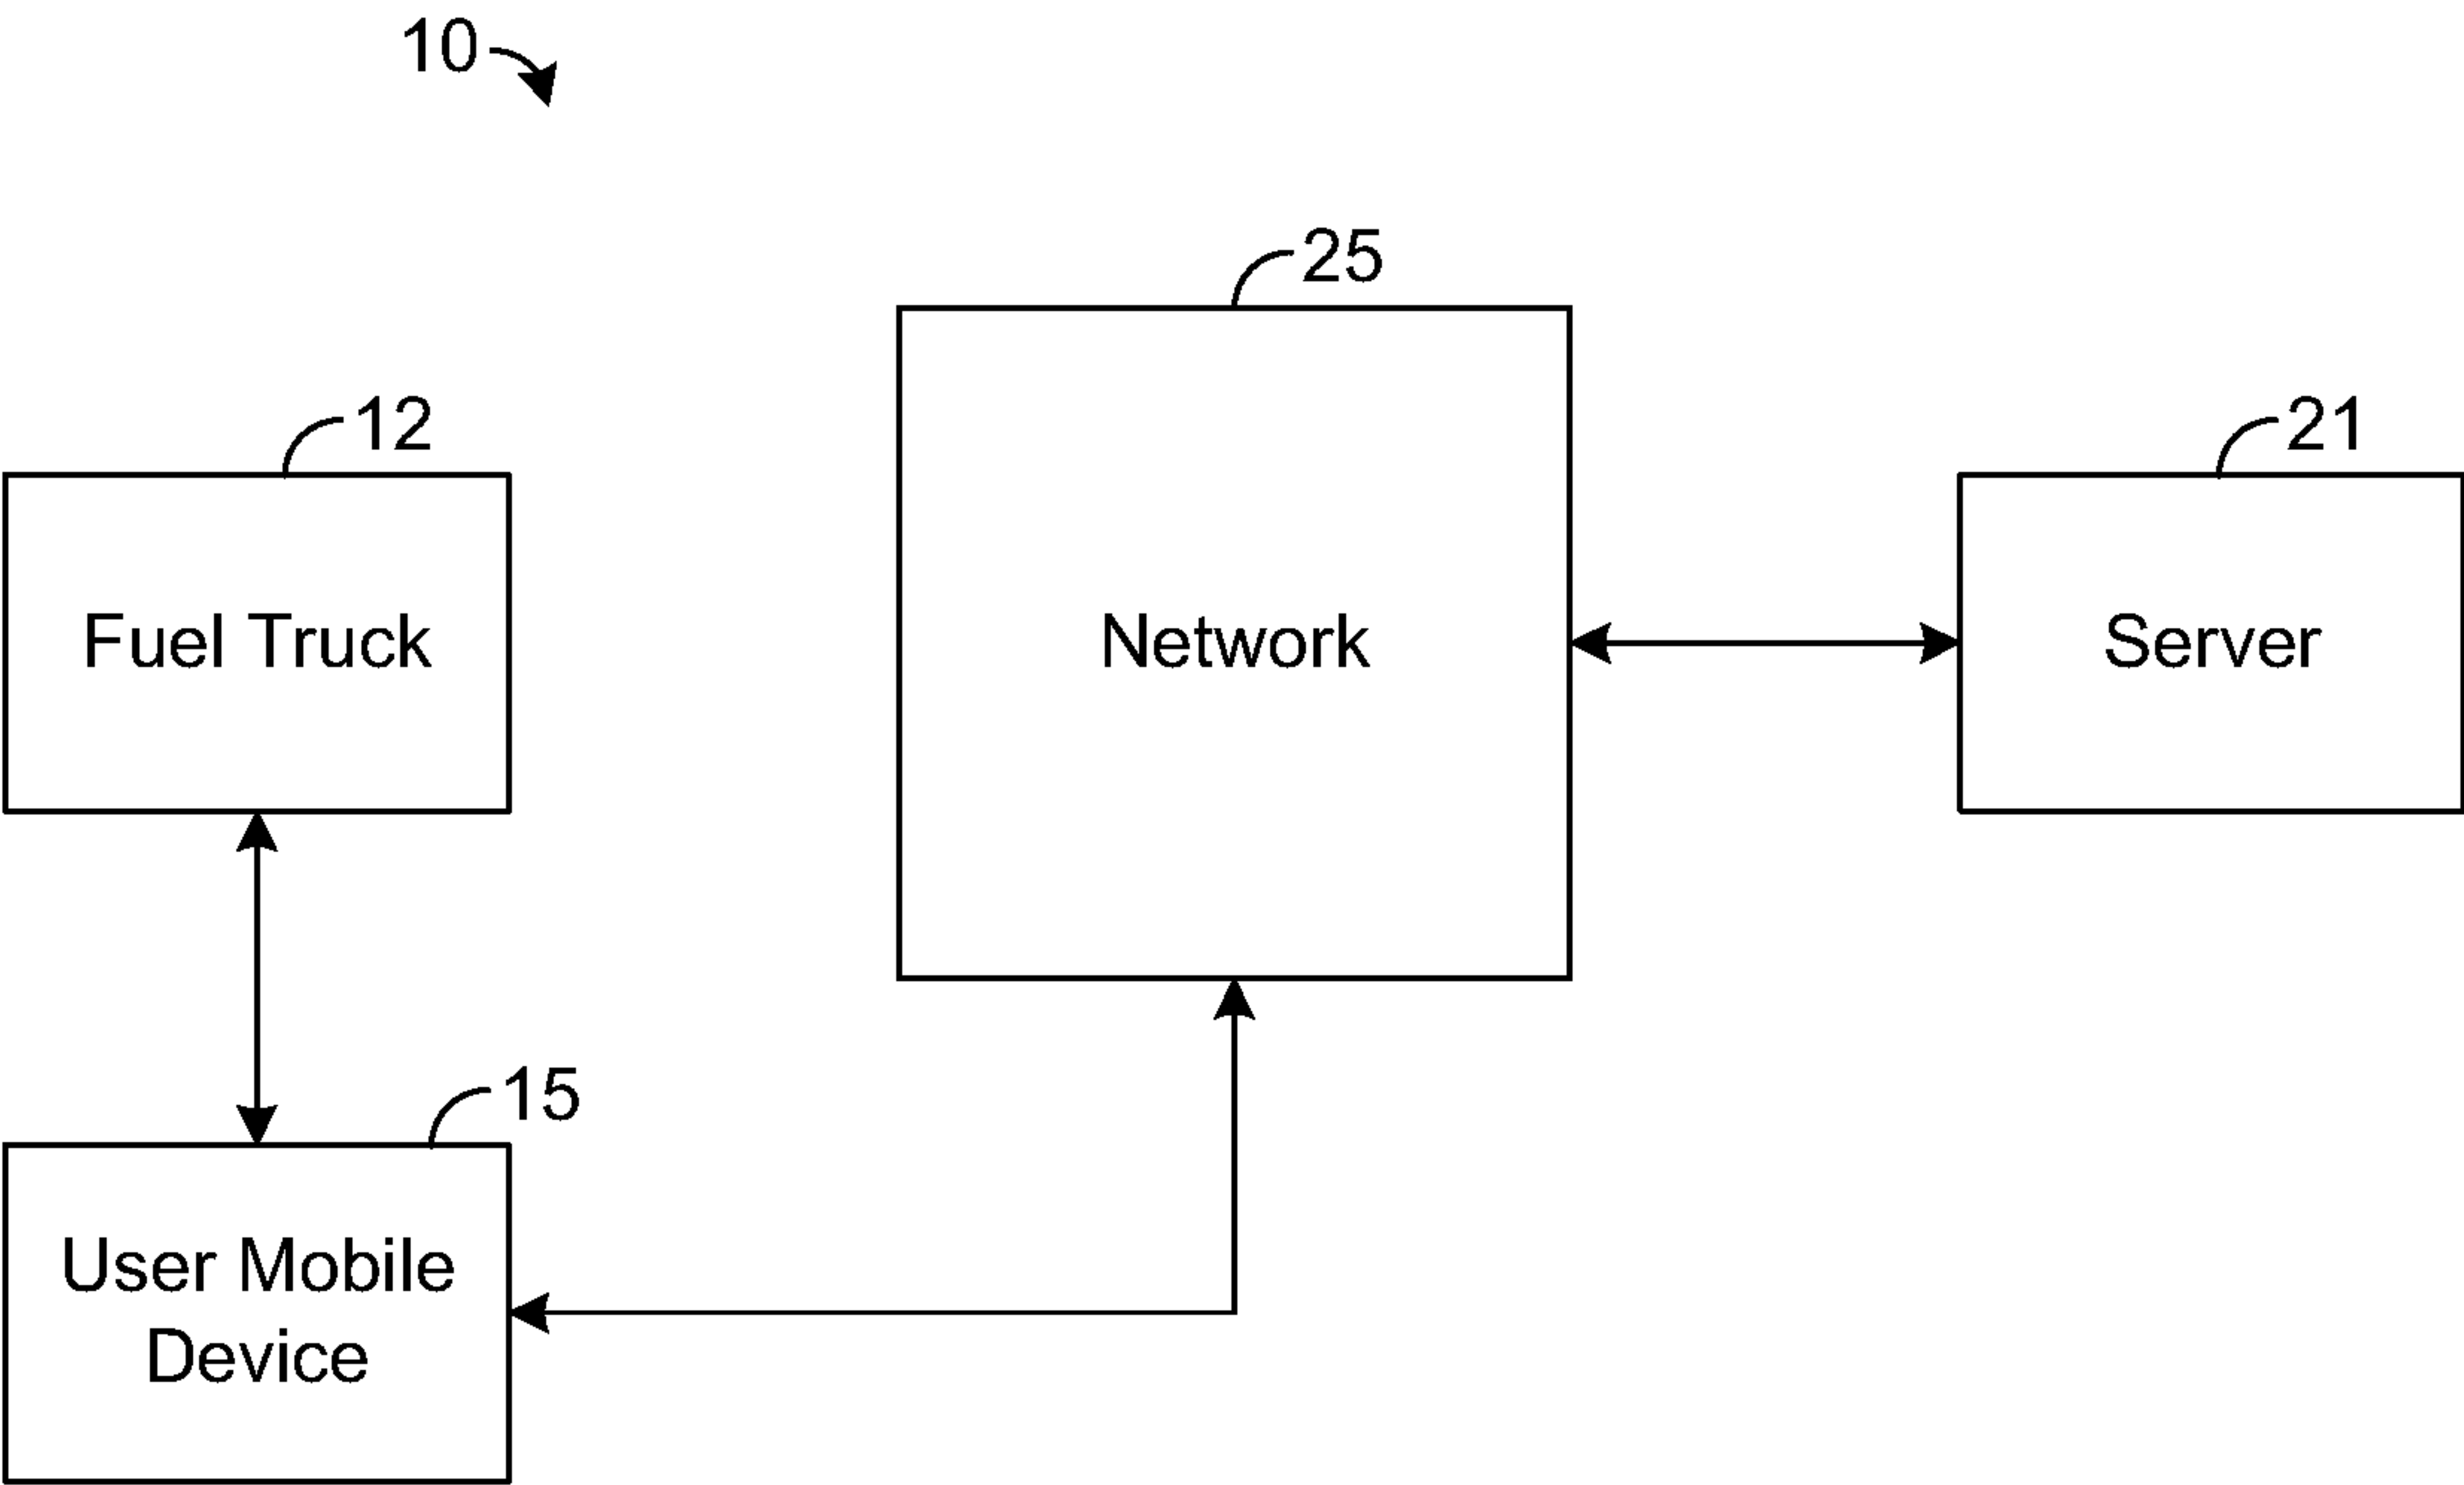 10
25
12
21
Fuel Truck
Network
Server
15
User Mobile
Device